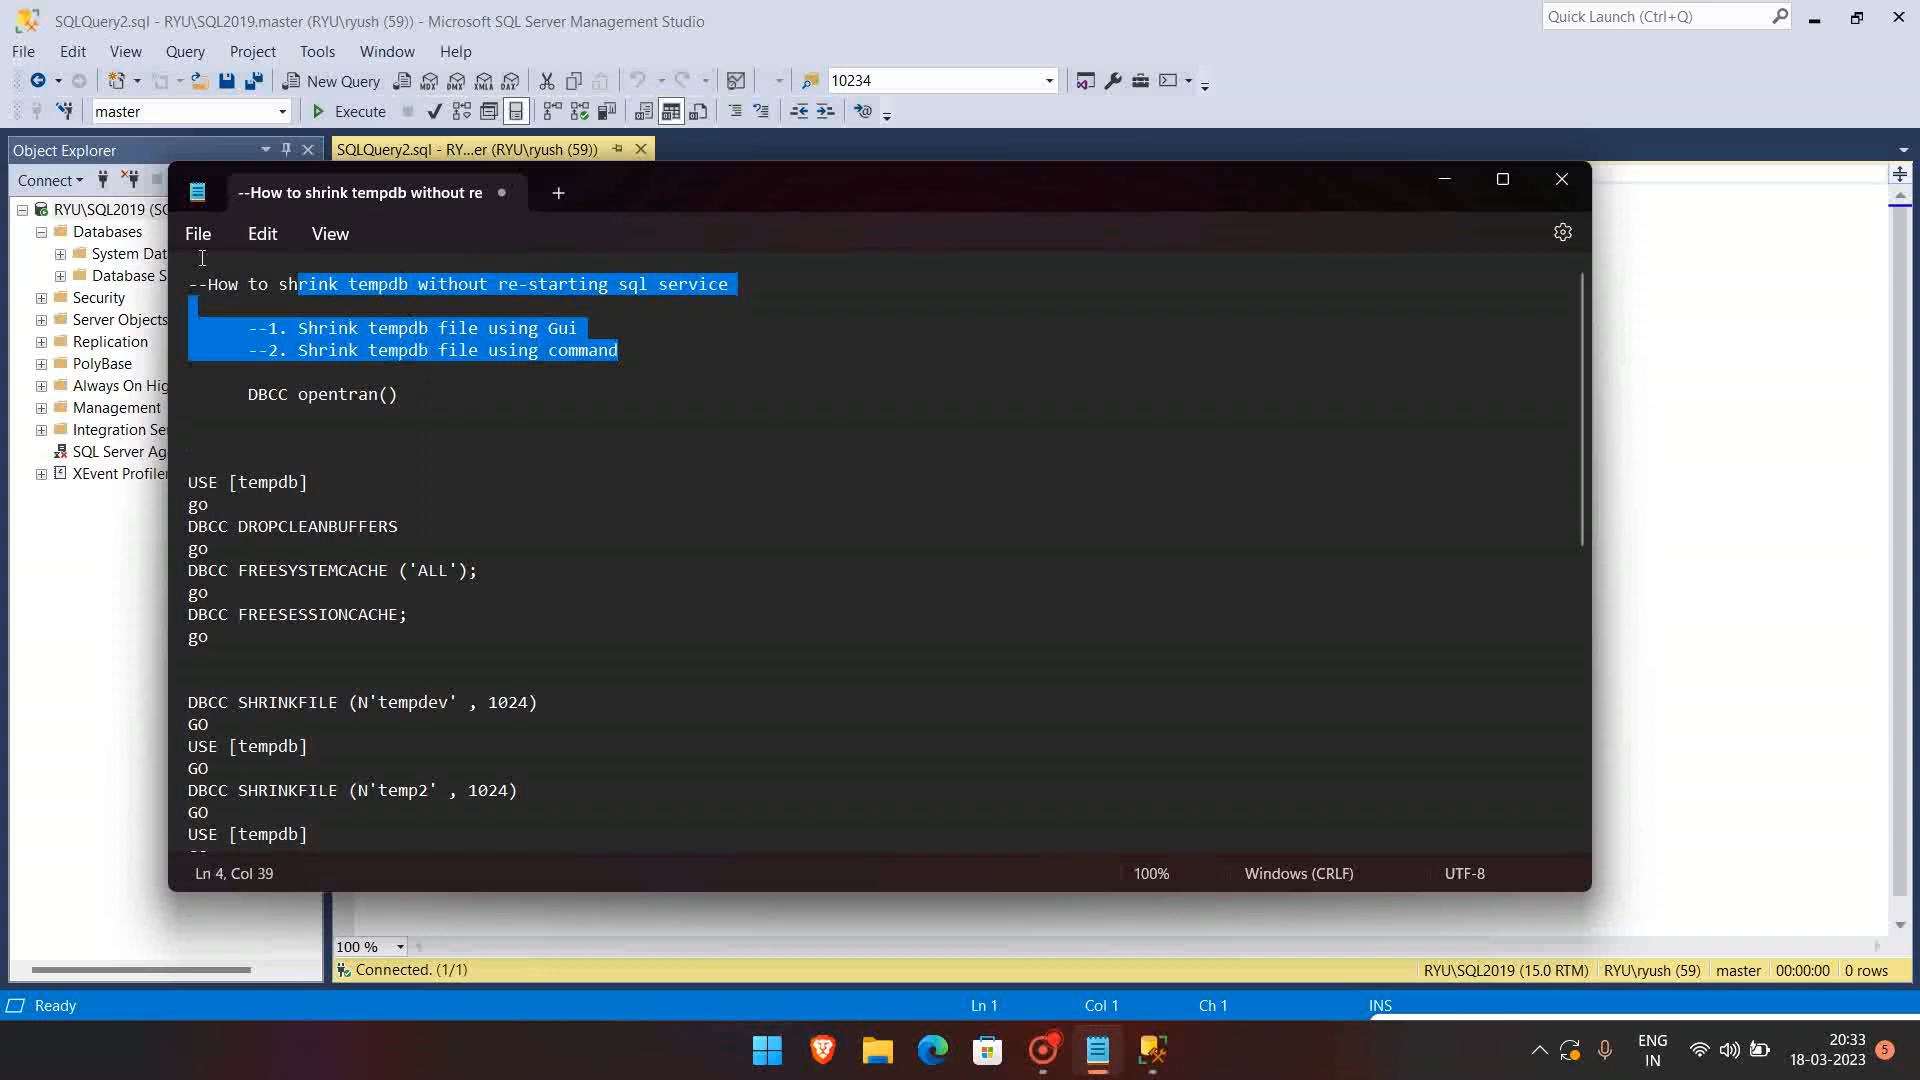 SQLQuery2.sql - RYU\SQL2019.master (RYU\ryush (59)) - Microsoft SQL Server Management Studio
Quick Launch (Ctrl+Q)
File Edit View Query Project Tools Window Help
New Query
MDX DMX XMLA DAX
10234
master
Execute
Object Explorer
SQLQuery2.sql - RY...er (RYU\ryush (59))
Connect
RYU\SQL2019 (SQ
Databases
System Dat
Database S
Security
Server Objects
Replication
PolyBase
Always On Hig
Management
Integration Se
SQL Server Ag
XEvent Profiler
--How to shrink tempdb without re
File Edit View
--How to shrink tempdb without re-starting sql service
--1. Shrink tempdb file using Gui
--2. Shrink tempdb file using command
DBCC opentran()
USE [tempdb]
go
DBCC DROPCLEANBUFFERS
go
DBCC FREESYSTEMCACHE ('ALL');
go
DBCC FREESESSIONCACHE;
go
DBCC SHRINKFILE (N'tempdev' , 1024)
GO
USE [tempdb]
GO
DBCC SHRINKFILE (N'temp2' , 1024)
GO
USE [tempdb]
Ln 4, Col 39
100%
Windows (CRLF)
UTF-8
100 %
Connected. (1/1)
RYU\SQL2019 (15.0 RTM) RYU\ryush (59) master 00:00:00 0 rows
Ready
Ln 1 Col 1 Ch 1 INS
ENG
IN
20:33
18-03-2023
5